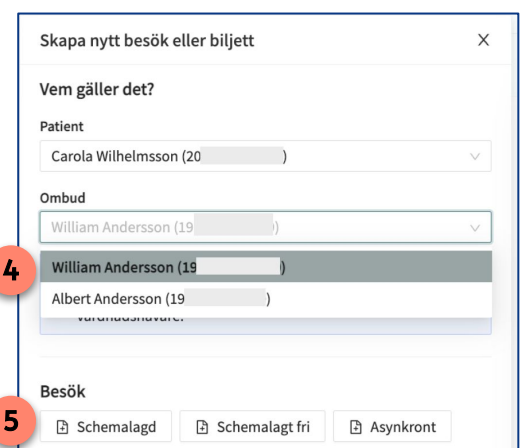 Skapa nytt besök eller biljett
Vem gäller det?
Patient
Carola Wilhelmsson (20 )
Ombud
William Andersson (19 )
4
William Andersson (19 )
Albert Andersson (19 )
vårdnadshavare.
Besök
5
Schemalagd Schemalagt fri Asynkront